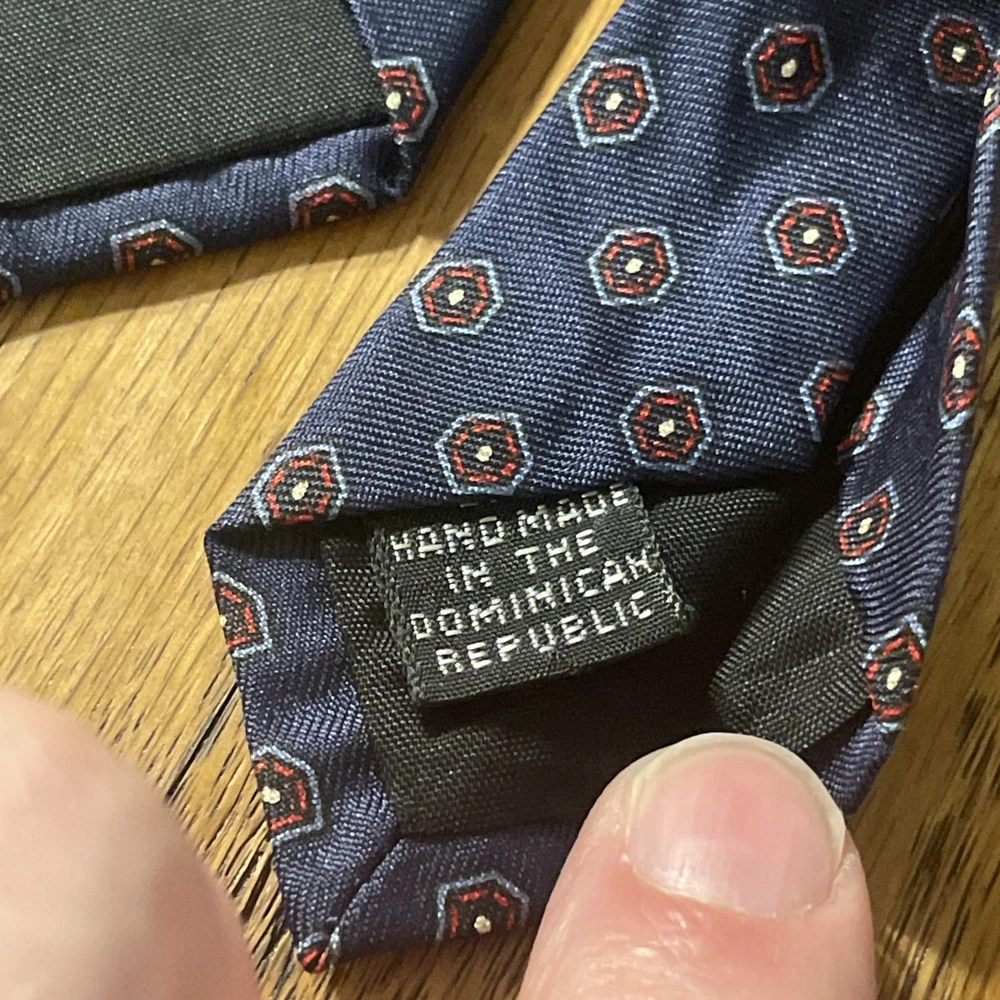 HAND MADE
IN THE
DOMINICAN
REPUBLIC